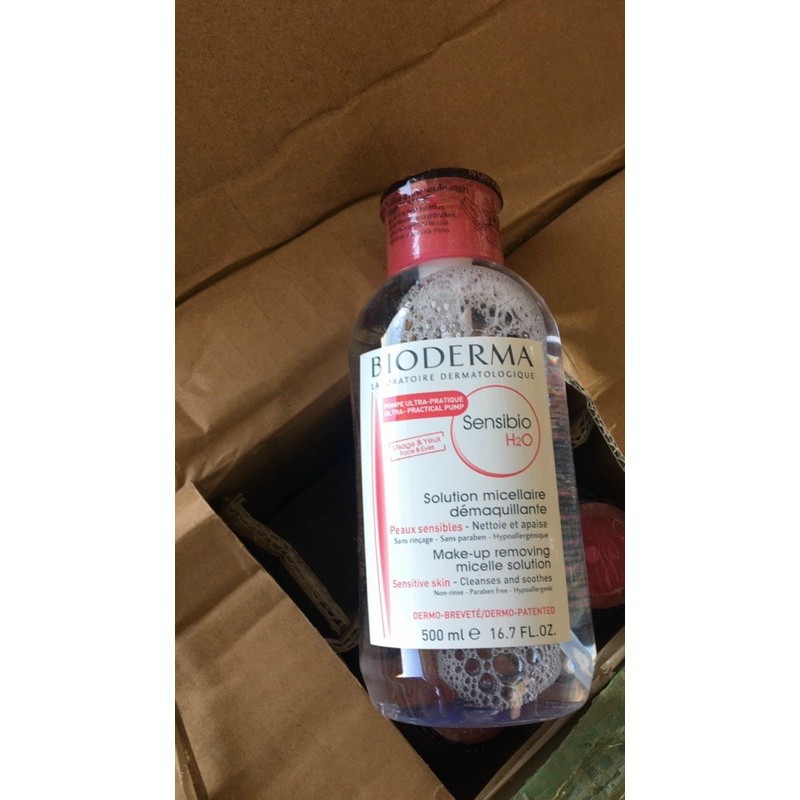 BIODERMA
LABORATOIRE DERMATOLOGIQUE
POMPE ULTRA-PRATIQUE
ULTRA- PRACTICAL PUMP
Sensibio
H2O
Visage & Yeux
Face & Eyes
Solution micellaire
démaquillante
Peaux sensibles - Nettoie et apaise
Sans rinçage - Sans paraben - Hypoallergénique
Make-up removing
micelle solution
Sensitive skin - Cleanses and soothes
Non-rinse - Paraben free - Hypoallergenic
DERMO-BREVETÉ/DERMO-PATENTED
500 ml ℮ 16.7 FL.OZ.